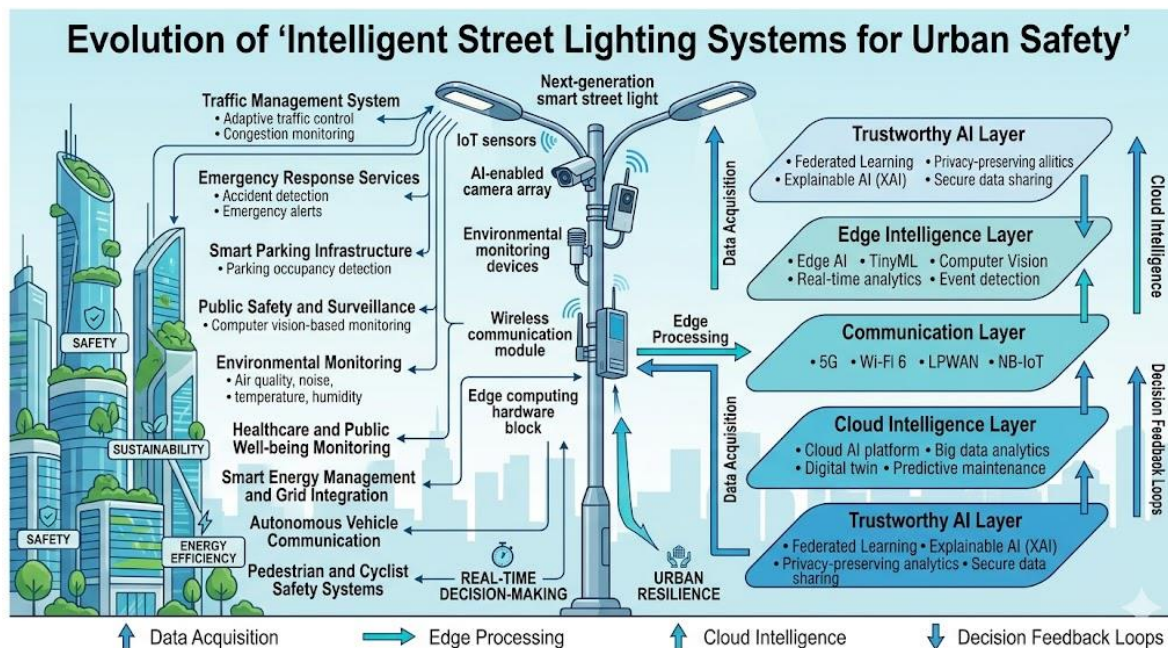 Evolution of ‘Intelligent Street Lighting Systems for Urban Safety’
Traffic Management System
• Adaptive traffic control
• Congestion monitoring
Emergency Response Services
• Accident detection
• Emergency alerts
Smart Parking Infrastructure
• Parking occupancy detection
Public Safety and Surveillance
• Computer vision-based monitoring
Environmental Monitoring
• Air quality, noise,
• temperature, humidity
Healthcare and Public
Well-being Monitoring
Smart Energy Management
and Grid Integration
Autonomous Vehicle
Communication
Pedestrian and Cyclist
Safety Systems
SAFETY
SUSTAINABILITY
SAFETY
ENERGY
EFFICIENCY
Next-generation
smart street light
IoT sensors
AI-enabled
camera array
Environmental
monitoring
devices
Wireless
communication
module
Edge computing
hardware
block
REAL-TIME
DECISION-MAKING
URBAN
RESILIENCE
Edge
Processing
Data Acquisition
Data Acquisition
Trustworthy AI Layer
• Federated Learning • Privacy-preserving allitics
• Explainable AI (XAI) • Secure data sharing
Edge Intelligence Layer
• Edge AI • TinyML • Computer Vision
• Real-time analytics • Event detection
Communication Layer
• 5G • Wi-Fi 6 • LPWAN • NB-IoT
Cloud Intelligence Layer
• Cloud AI platform • Big data analytics
• Digital twin • Predictive maintenance
Trustworthy AI Layer
• Federated Learning • Explainable AI (XAI)
• Privacy-preserving analytics • Secure data
sharing
Cloud Intelligence
Decision Feedback Loops
Data Acquisition
Edge Processing
Cloud Intelligence
Decision Feedback Loops